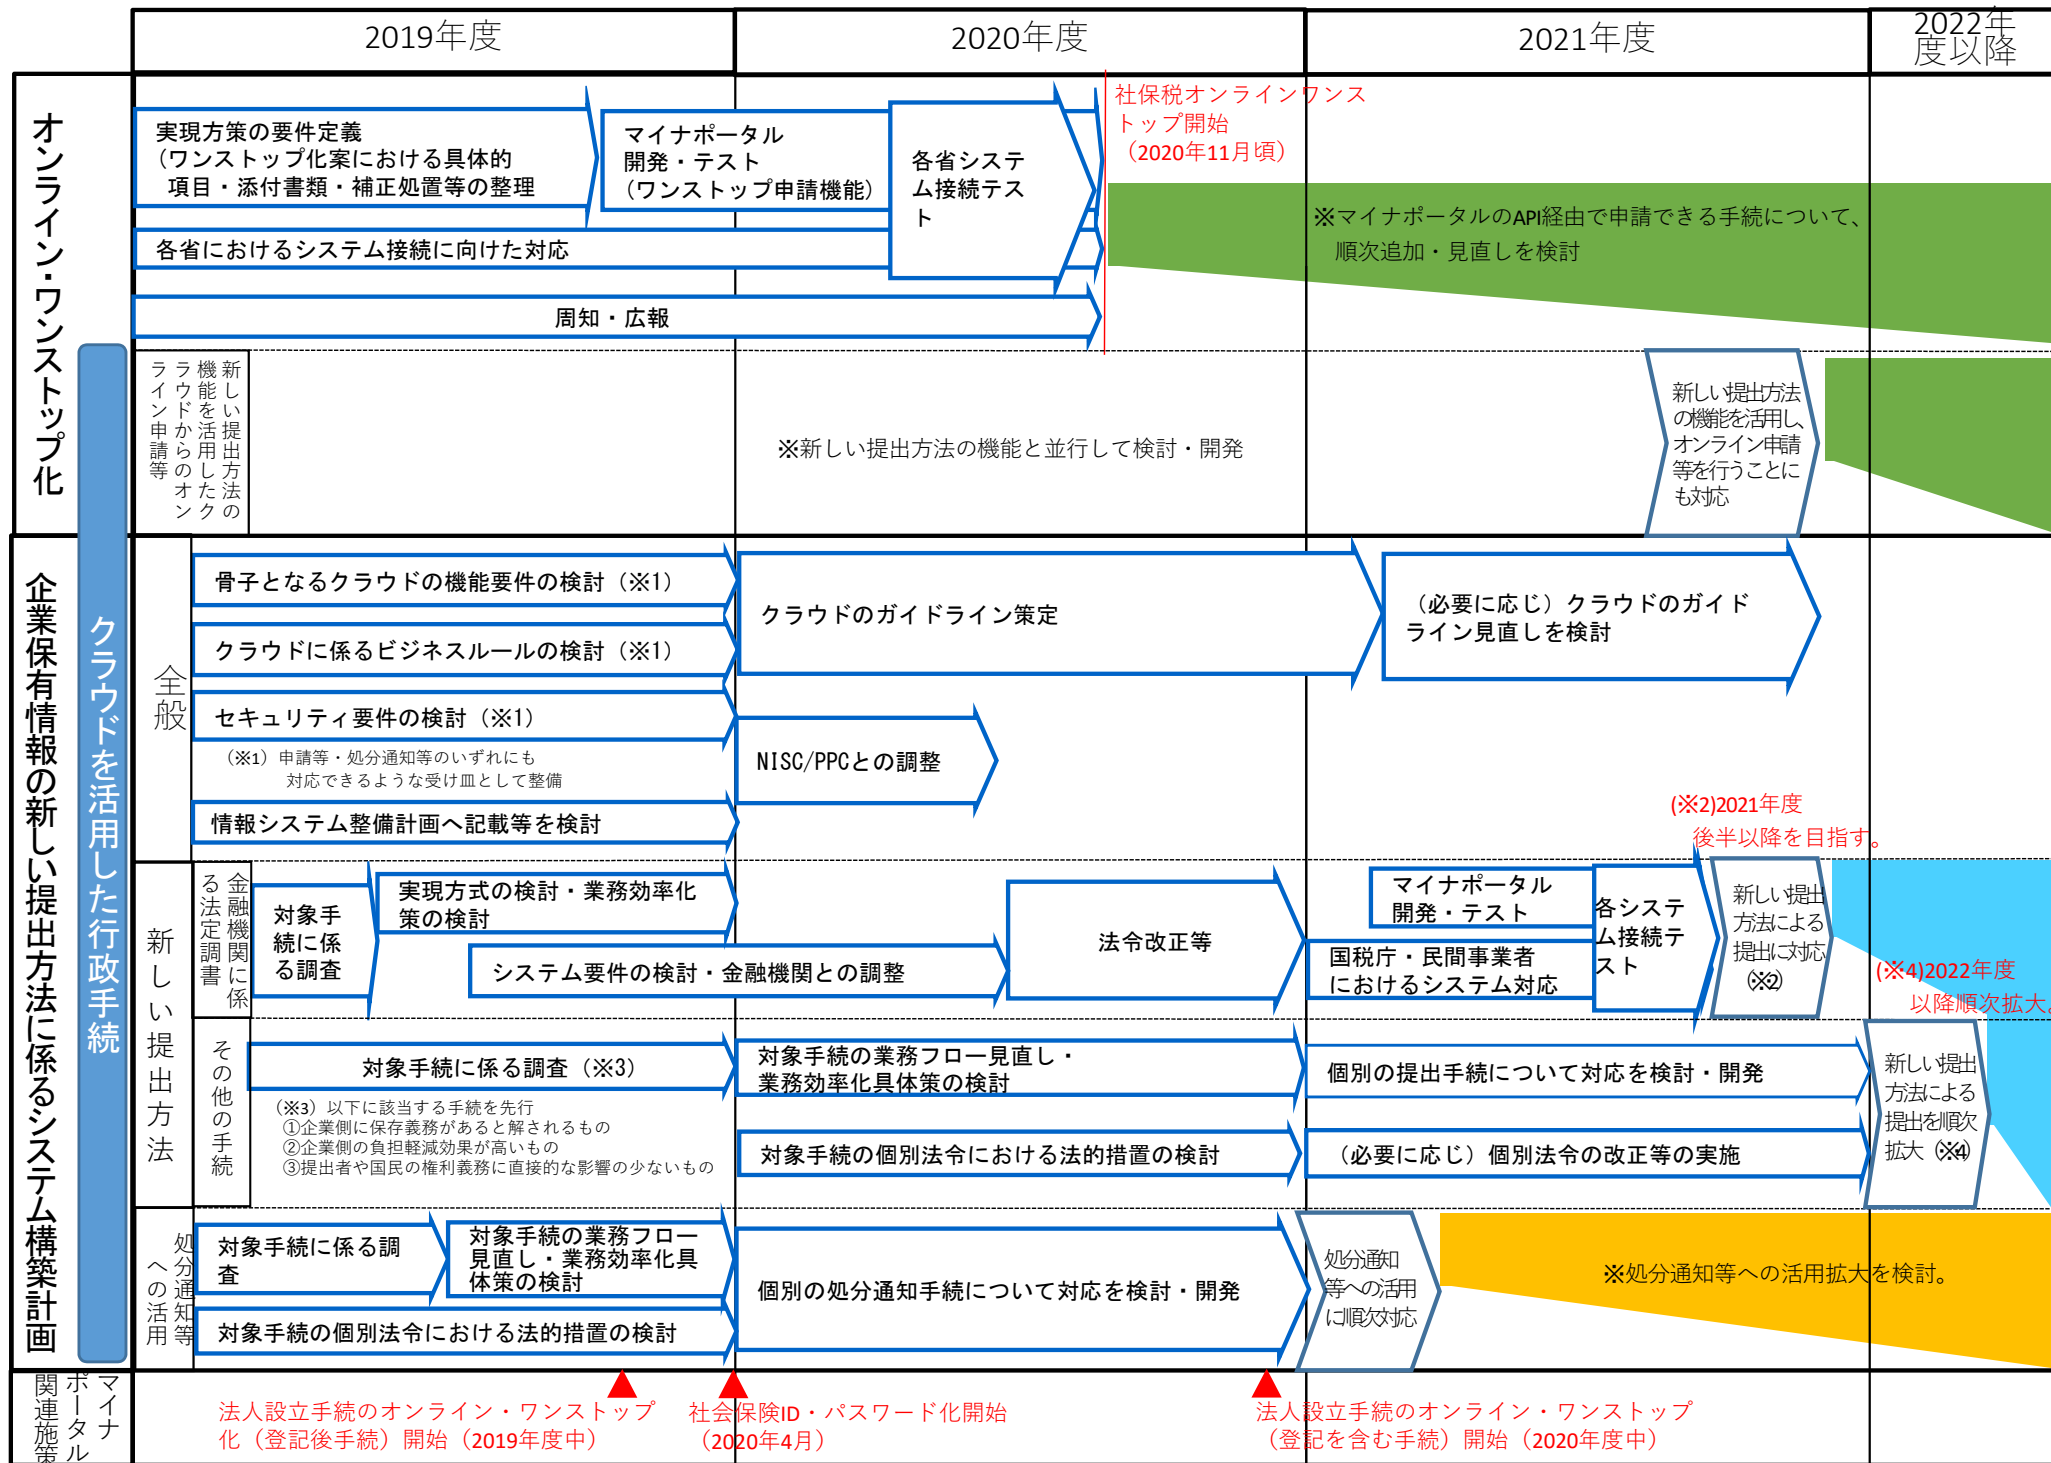 2019年度
2020年度
2021年度
2022年
度以降
オンライン・ワンストップ化
実現方策の要件定義
（ワンストップ化案における具体的
項目・添付書類・補正処置等の整理
マイナポータル
開発・テスト
（ワンストップ申請機能）
各省システ
ム接続テス
ト
社保税オンラインワンス
トップ開始
（2020年11月頃）
各省におけるシステム接続に向けた対応
※マイナポータルのAPI経由で申請できる手続について、
順次追加・見直しを検討
周知・広報
新しい提出方法の
機能を活用したク
ラウドからのオン
ライン申請等
※新しい提出方法の機能と並行して検討・開発
新しい提出方法
の機能を活用し、
オンライン申請
等を行うことに
も対応
クラウドを活用した行政手続
企業保有情報の新しい提出方法に係るシステム構築計画
全般
骨子となるクラウドの機能要件の検討（※1）
クラウドに係るビジネスルールの検討（※1）
セキュリティ要件の検討（※1）
（※1）申請等・処分通知等のいずれにも
対応できるような受け皿として整備
情報システム整備計画へ記載等を検討
クラウドのガイドライン策定
（必要に応じ）クラウドのガイド
ライン見直しを検討
NISC/PPCとの調整
新しい提出方法
金融機関に係
る法定調書
対象手
続に係
る調査
実現方式の検討・業務効率化
策の検討
システム要件の検討・金融機関との調整
法令改正等
マイナポータル
開発・テスト
国税庁・民間事業者
におけるシステム対応
各システ
ム接続テ
スト
(※2)2021年度
後半以降を目指す。
新しい提出
方法による
提出に対応
（※2）
(※4)2022年度
以降順次拡大。
その他の手続
対象手続に係る調査（※3）
（※3）以下に該当する手続を先行
①企業側に保存義務があると解されるもの
②企業側の負担軽減効果が高いもの
③提出者や国民の権利義務に直接的な影響の少ないもの
対象手続の業務フロー見直し・
業務効率化具体策の検討
対象手続の個別法令における法的措置の検討
個別の提出手続について対応を検討・開発
（必要に応じ）個別法令の改正等の実施
新しい提出
方法による
提出を順次
拡大（※4）
処分通知等
への活用
対象手続に係る調
査
対象手続の業務フロー
見直し・業務効率化具
体策の検討
対象手続の個別法令における法的措置の検討
個別の処分通知手続について対応を検討・開発
処分通知
等への活用
に順次対応
※処分通知等への活用拡大を検討。
マイナ
ポータル
関連施策
法人設立手続のオンライン・ワンストップ
化（登記後手続）開始（2019年度中）
社会保険ID・パスワード化開始
（2020年4月）
法人設立手続のオンライン・ワンストップ
（登記を含む手続）開始（2020年度中）